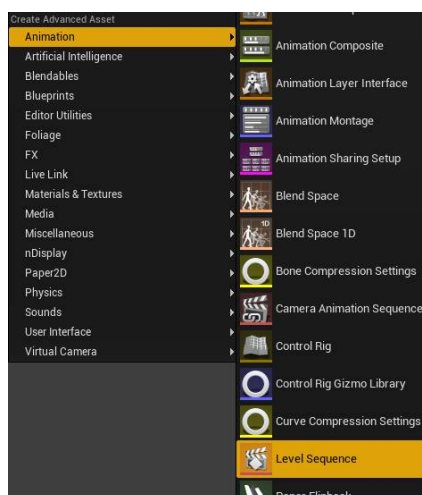 Create Advanced Asset
Animation
Artificial Intelligence
Blendables
Blueprints
Editor Utilities
Foliage
FX
Live Link
Materials & Textures
Media
Miscellaneous
nDisplay
Paper2D
Physics
Sounds
User Interface
Virtual Camera
Animation Composite
Animation Layer Interface
Animation Montage
Animation Sharing Setup
Blend Space
1D
Blend Space 1D
Bone Compression Settings
Camera Animation Sequence
Control Rig
Control Rig Gizmo Library
Curve Compression Settings
Level Sequence